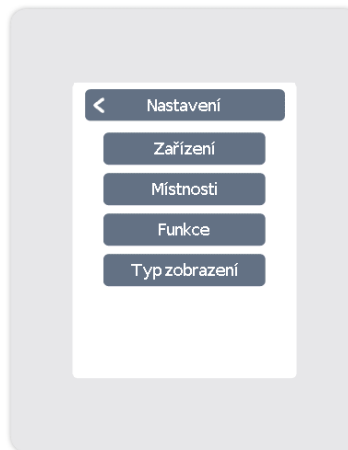 Nastavení
Zařízení
Místnosti
Funkce
Typ zobrazení